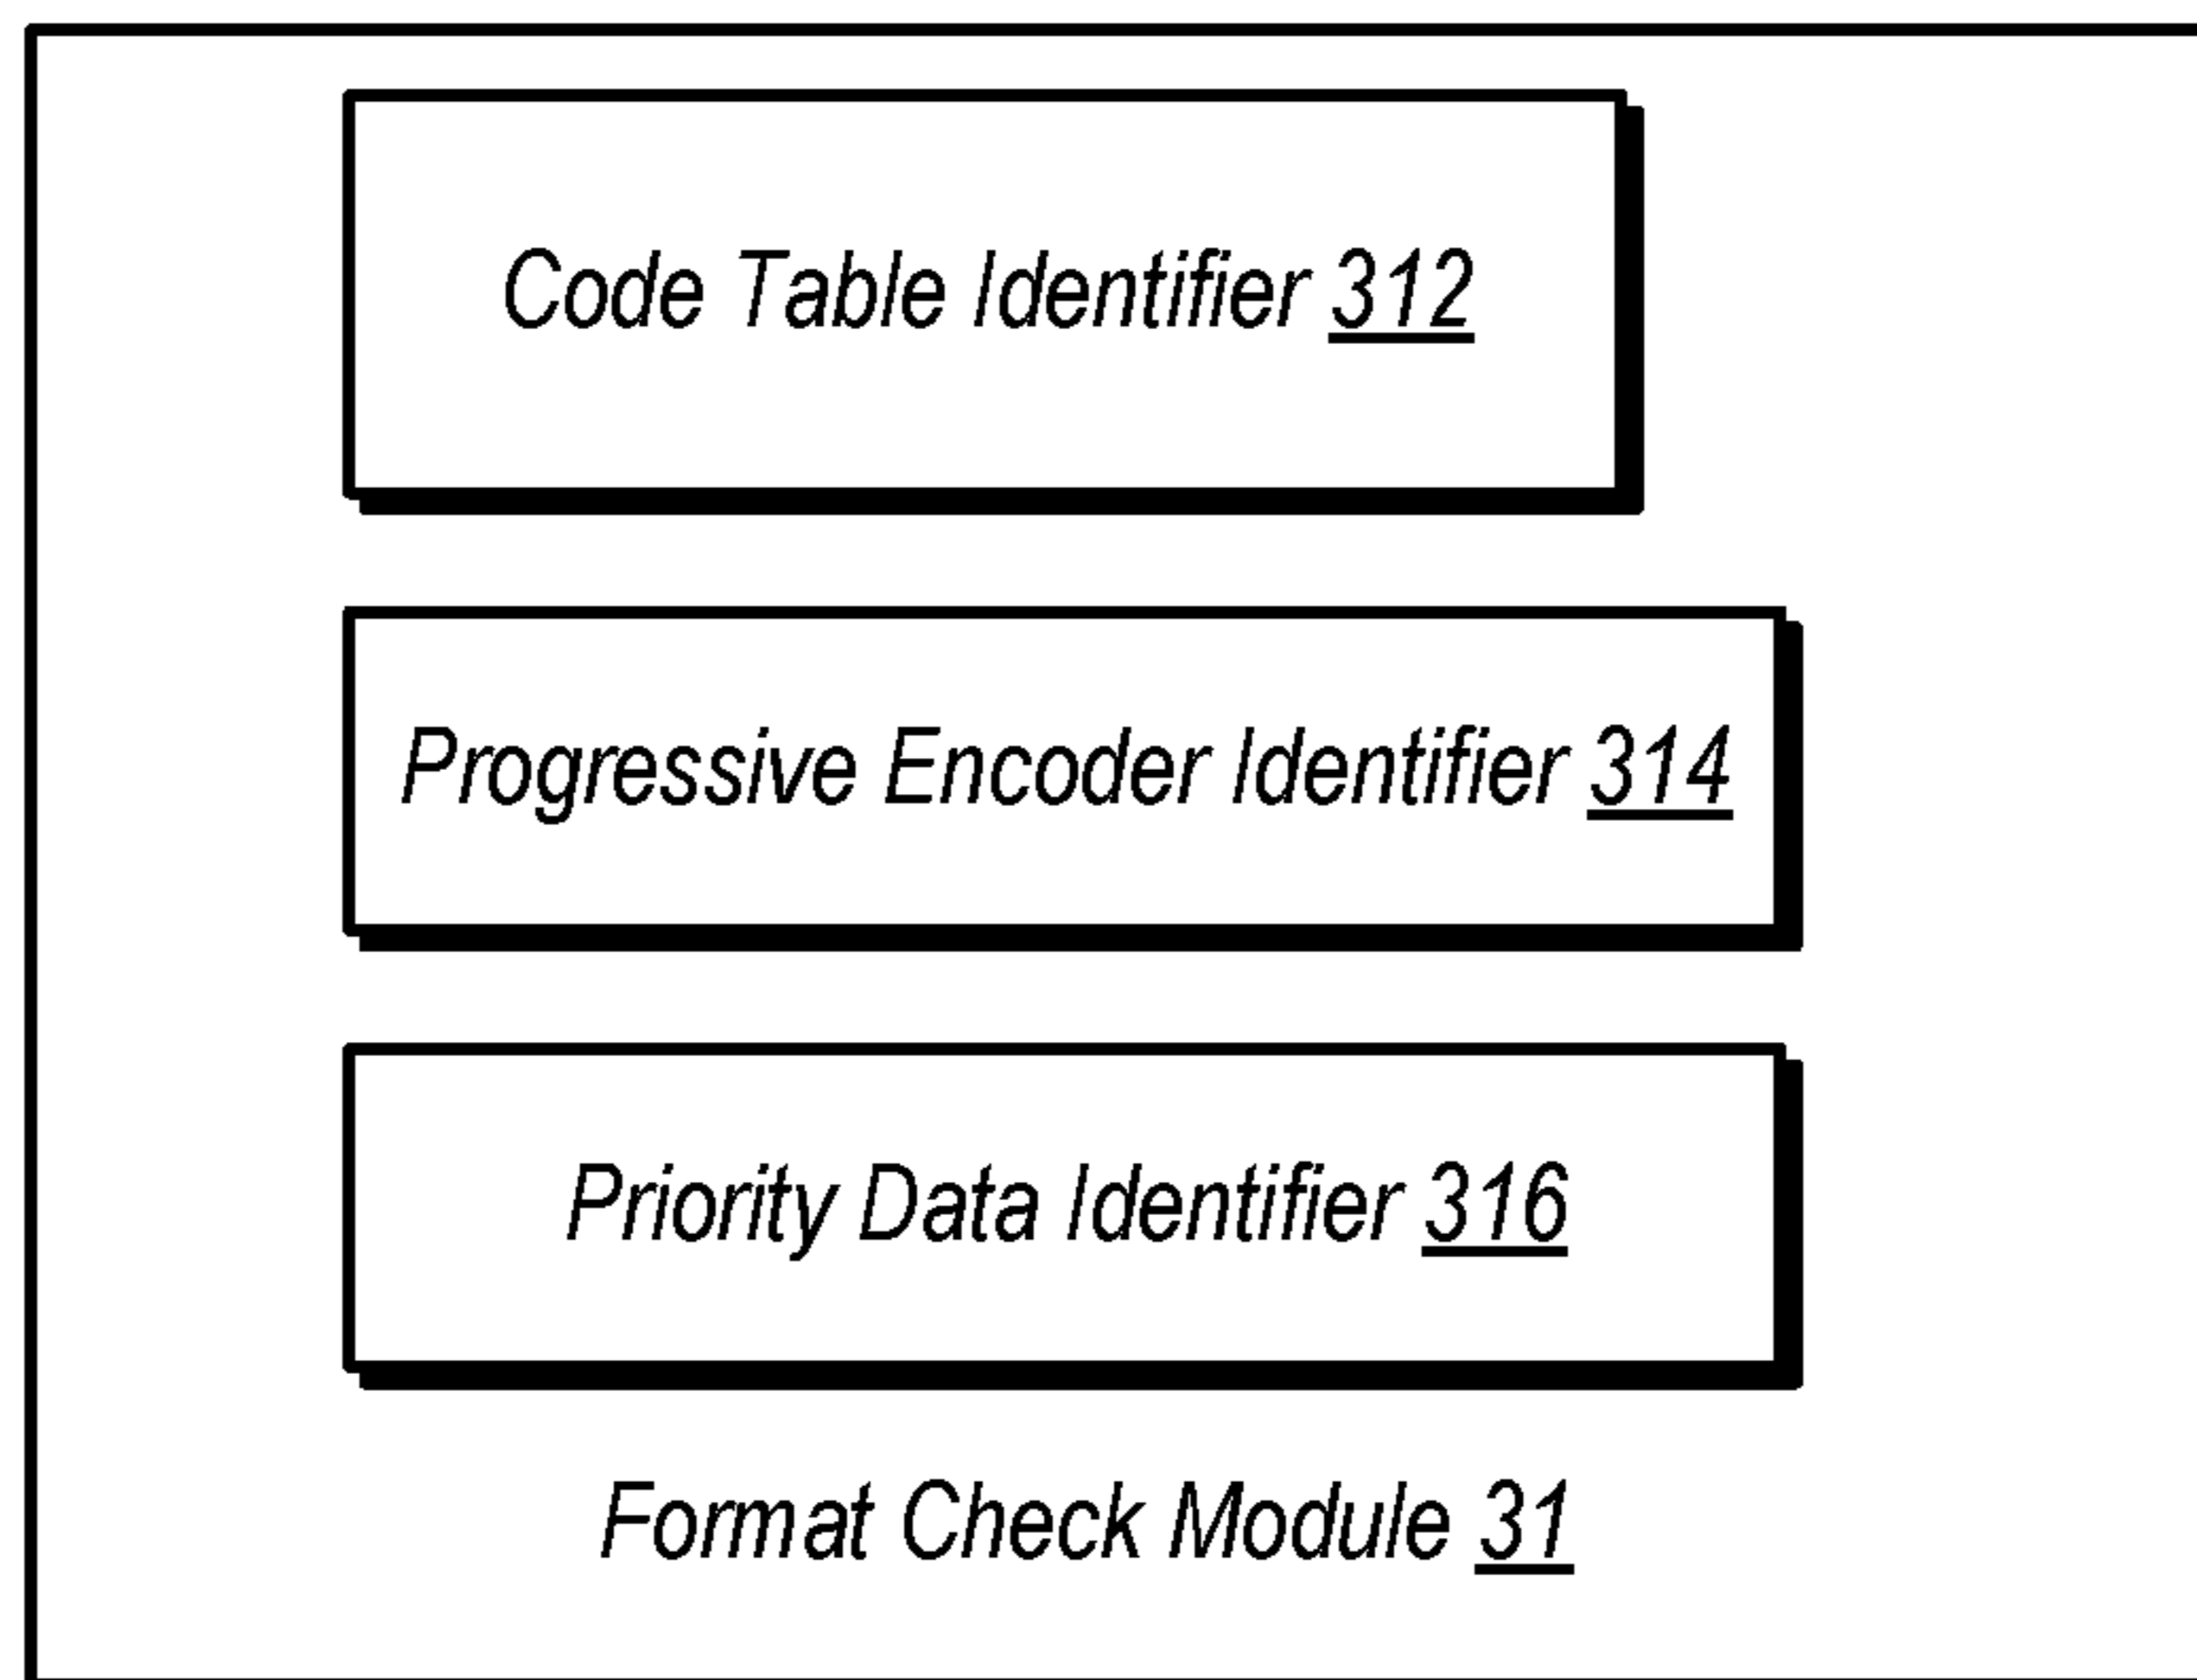 Code Table Identifier 312
Progressive Encoder Identifier 314
Priority Data Identifier 316
Format Check Module 31